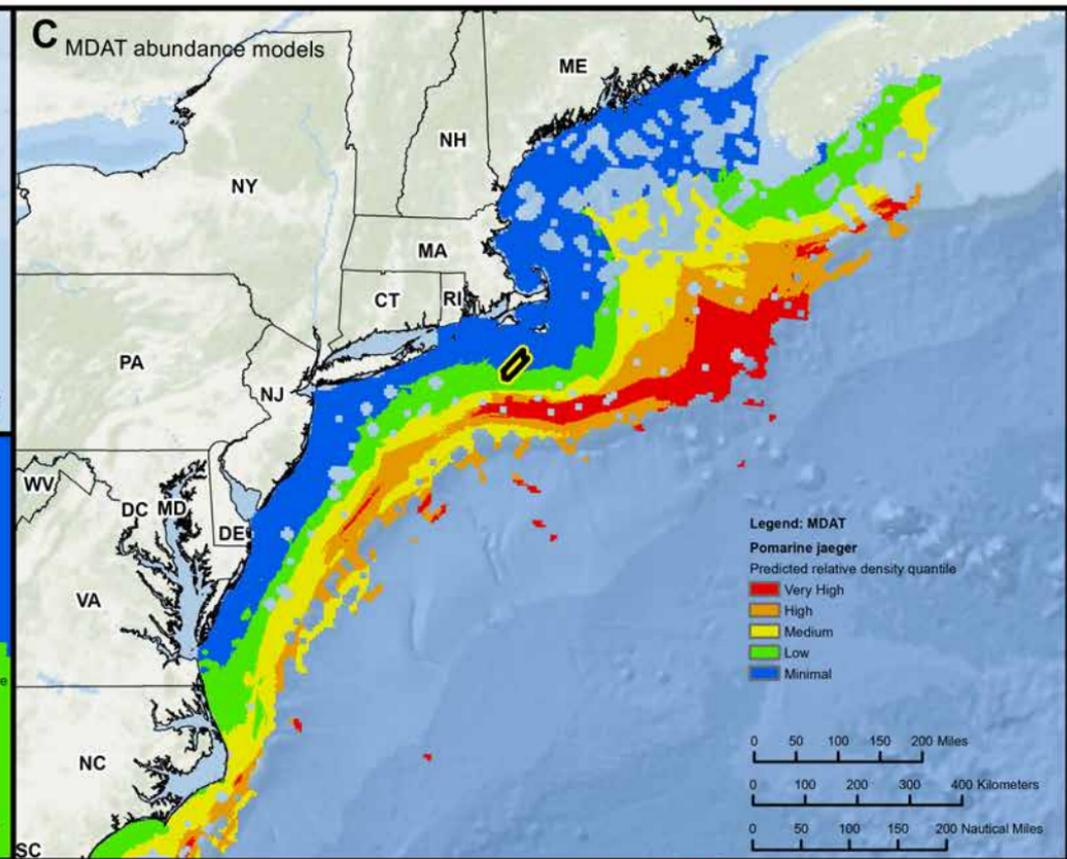 C MDAT abundance models
ME
NH
NY
MA
CT RI
PA
NJ
WV
DC MD
DE
VA
NC
SC
e
Legend: MDAT
Pomarine jaeger
Predicted relative density quantile
Very High
High
Medium
Low
Minimal
0 50 100 150 200 Miles
0 100 200 300 400 Kilometers
0 50 100 150 200 Nautical Miles